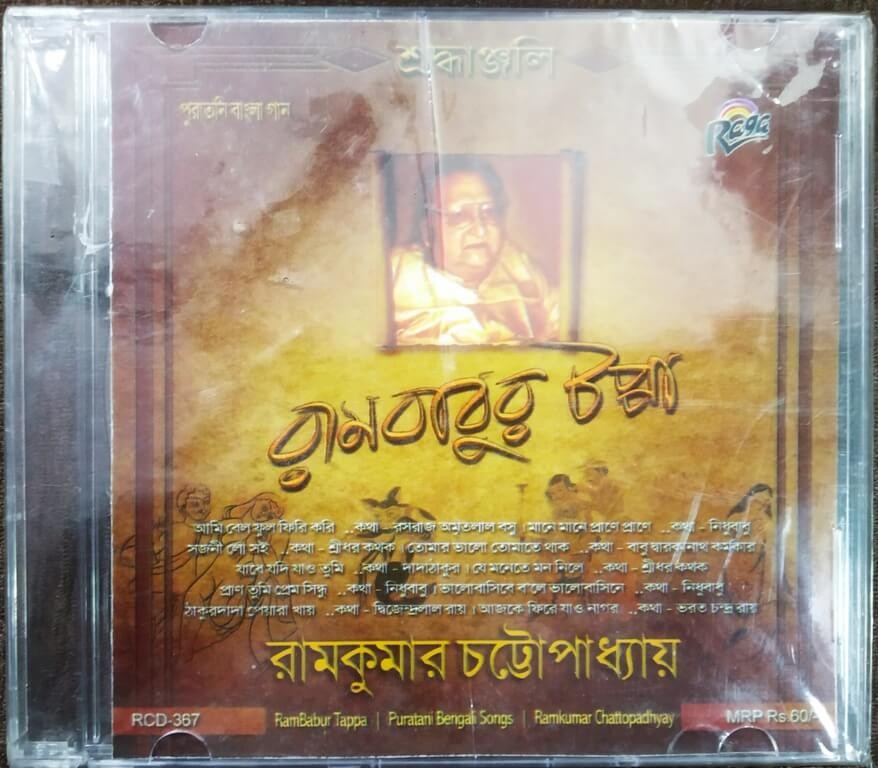 শ্রদ্ধাঞ্জলি
পুরাতনি বাংলা গান
Raga
রামবাবুর টপ্পা
আমি বেল ফুল ফিরি করি ..কথা - রসরাজ অমৃতলাল বসু । মানে মানে প্রাণে প্রাণে ..কথা - নিধুবাবু
সজনী লো সই ..কথা - শ্রীধর কথক । তোমার ভালো তোমাতে থাক ..কথা - বাবু দ্বারকানাথ কর্মকার
যাবে যদি যাও তুমি ..কথা - দাদাঠাকুর । যে মনেতে মন নিলে ..কথা - শ্রীধর কথক
প্রাণ তুমি প্রেম সিন্ধু ..কথা - নিধুবাবু । ভালোবাসিবে ব'লে ভালোবাসিনে ..কথা - নিধুবাবু
ঠাকুরদাদা পেয়ারা খায় ..কথা - দ্বিজেন্দ্রলাল রায় । আজকে ফিরে যাও নাগর ..কথা - ভরত চন্দ্র রায়
রামকুমার চট্টোপাধ্যায়
RCD-367 RamBabur Tappa | Puratani Bengali Songs | Ramkumar Chattopadhyay MRP Rs.60/-